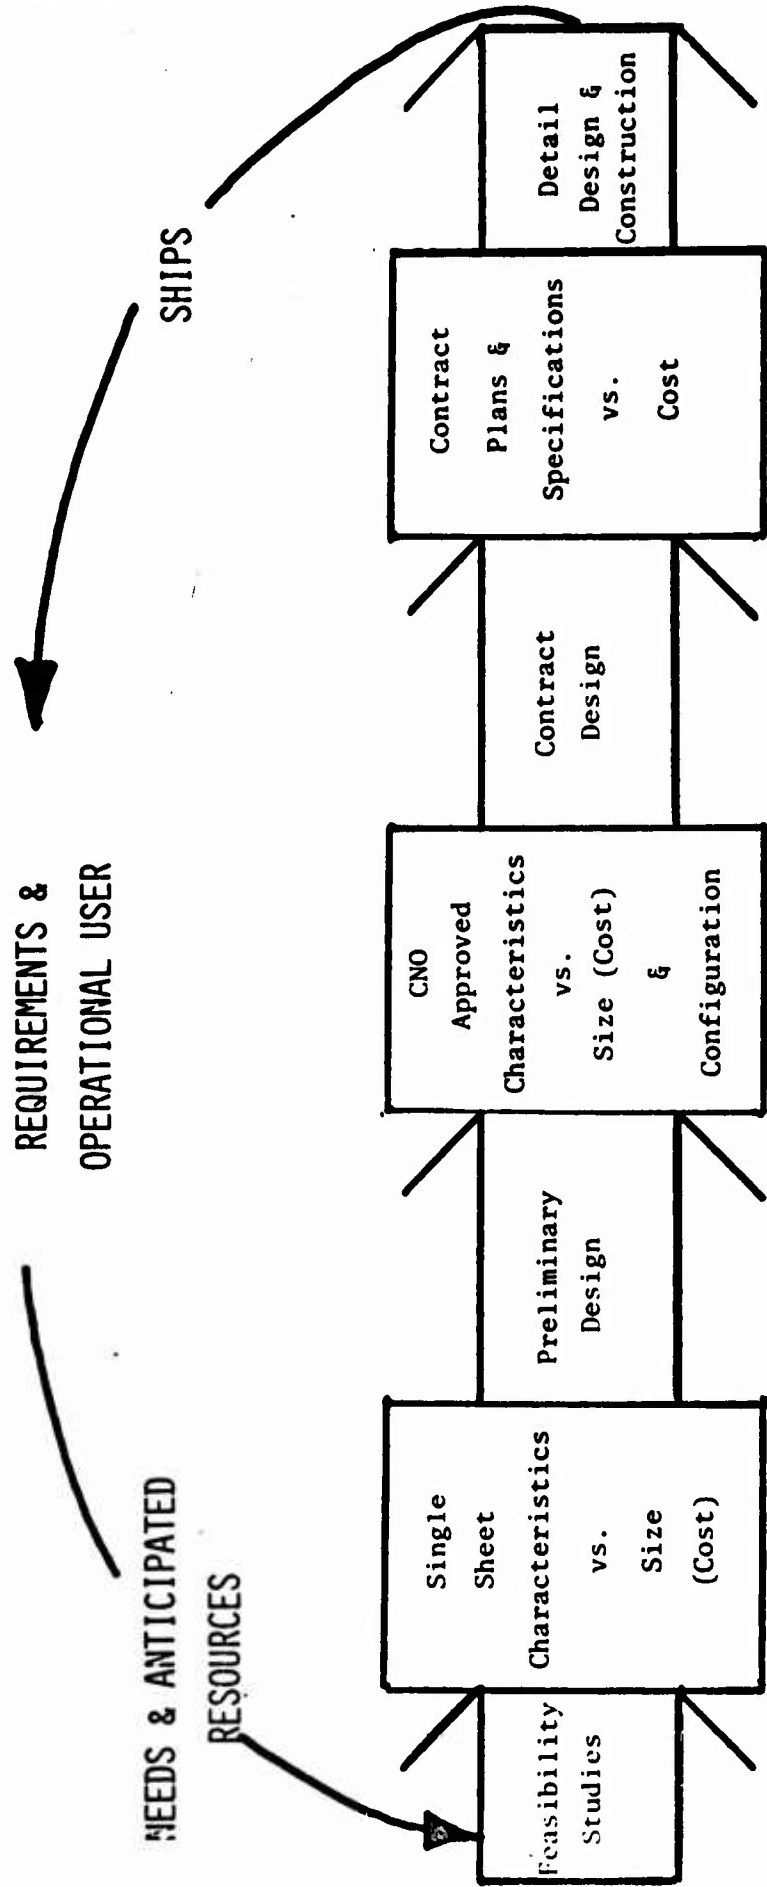 REQUIREMENTS &
OPERATIONAL USER
NEEDS & ANTICIPATED
RESOURCES
SHIPS
Feasibility
Studies
Single
Sheet
Characteristics
vs.
Size
(Cost)
Preliminary
Design
CNO
Approved
Characteristics
vs.
Size (Cost)
&
Configuration
Contract
Design
Contract
Plans &
Specifications
vs.
Cost
Detail
Design &
Construction